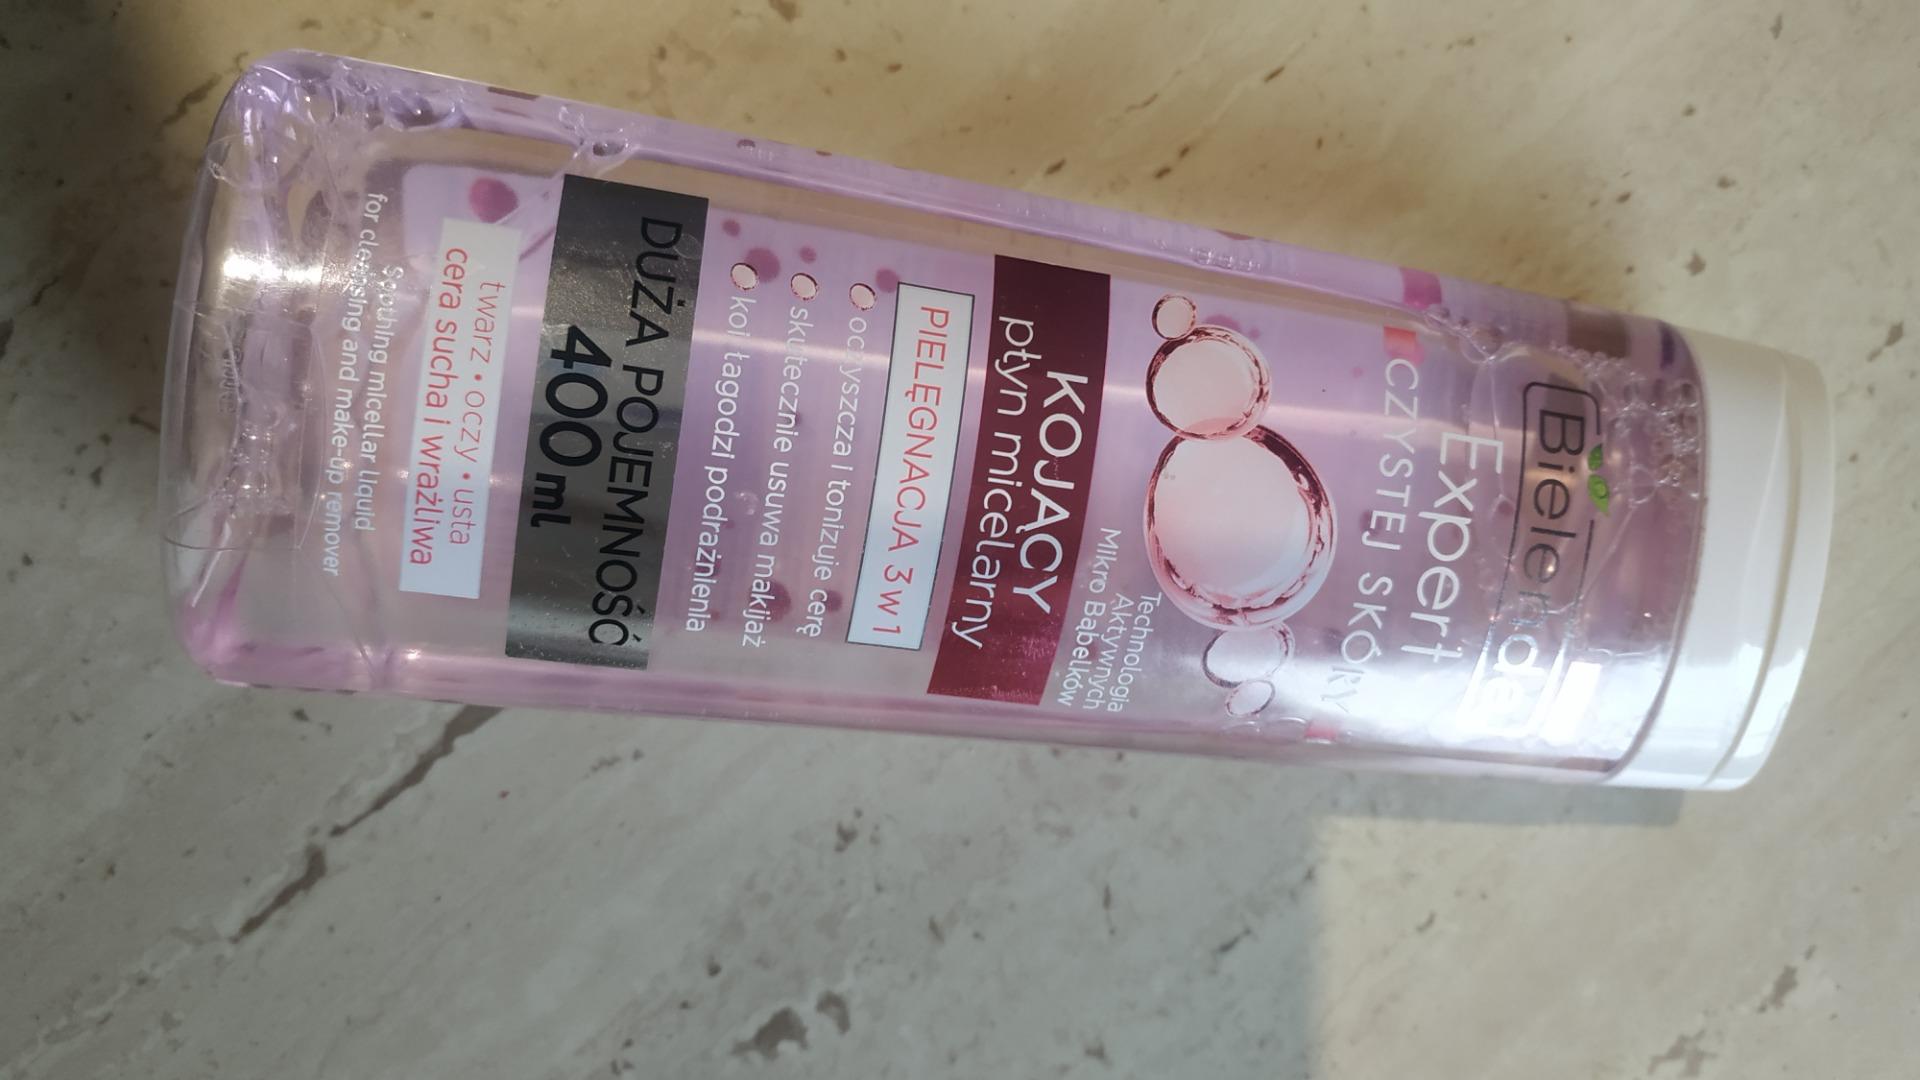 Bielenda
Expert
CZYSTEJ SKÓRY
Technologia
Aktywnych
Mikro Bąbelków
KOJĄCY
płyn micelarny
PIELĘGNACJA 3 w 1
oczyszcza i tonizuje cerę
skutecznie usuwa makijaż
koi i łagodzi podrażnienia
DUŻA POJEMNOŚĆ
400 ml
twarz • oczy • usta
cera sucha i wrażliwa
Soothing micellar liquid
for cleansing and make-up remover